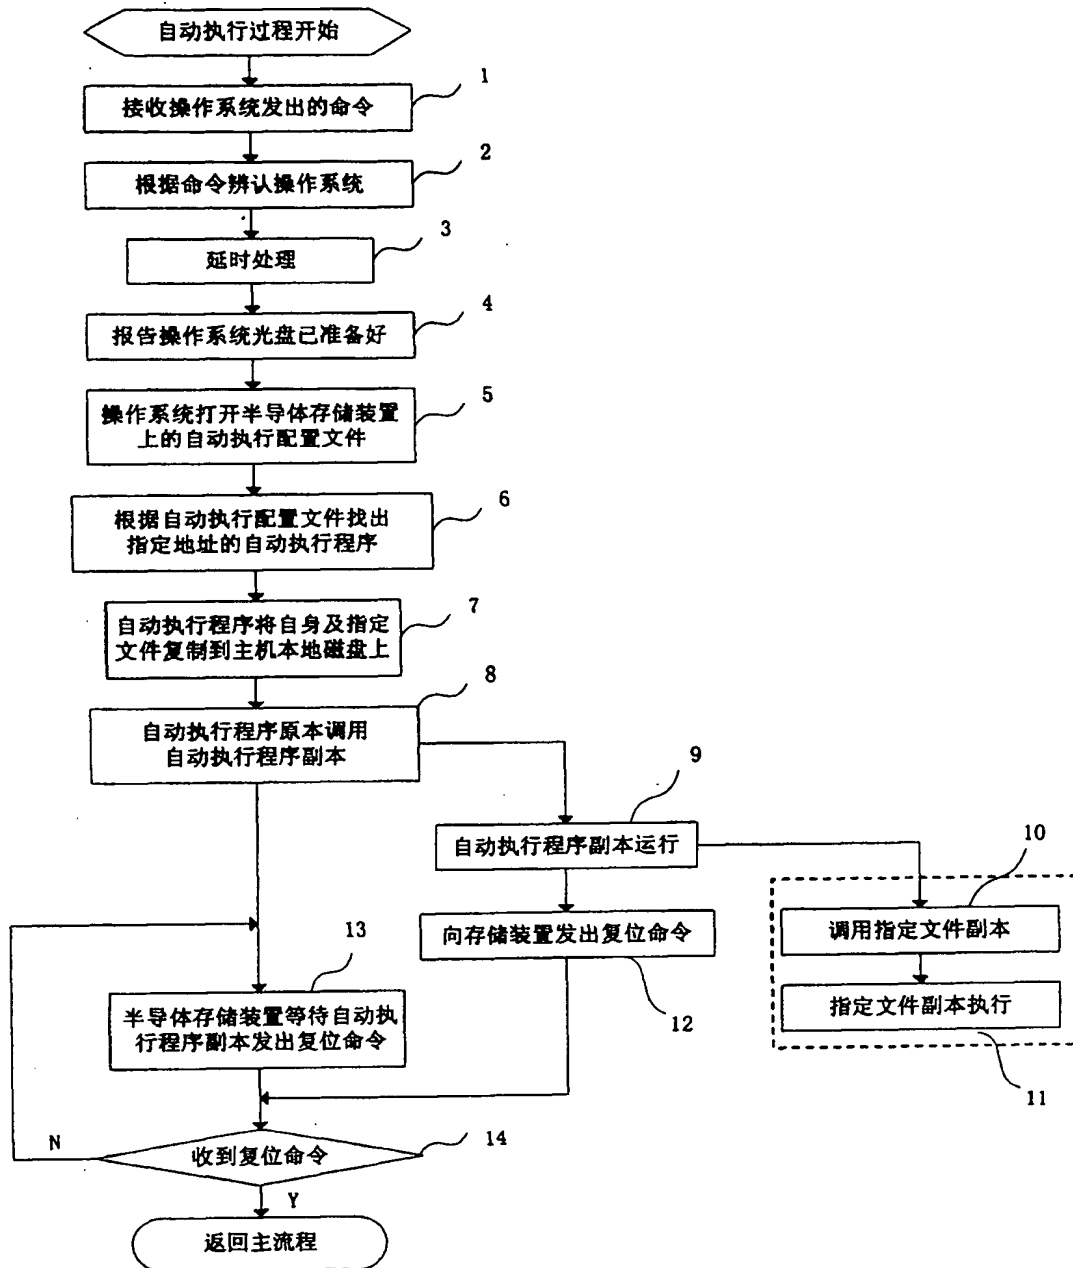 自动执行过程开始
1
接收操作系统发出的命令
2
根据命令辨认操作系统
3
延时处理
4
报告操作系统光盘已准备好
5
操作系统打开半导体存储装置
上的自动执行配置文件
6
根据自动执行配置文件找出
指定地址的自动执行程序
7
自动执行程序将自身及指定
文件复制到主机本地磁盘上
8
自动执行程序原本调用
自动执行程序副本
9
自动执行程序副本运行
10
调用指定文件副本
指定文件副本执行
11
向存储装置发出复位命令
12
13
半导体存储装置等待自动执
行程序副本发出复位命令
14
收到复位命令
N
Y
返回主流程